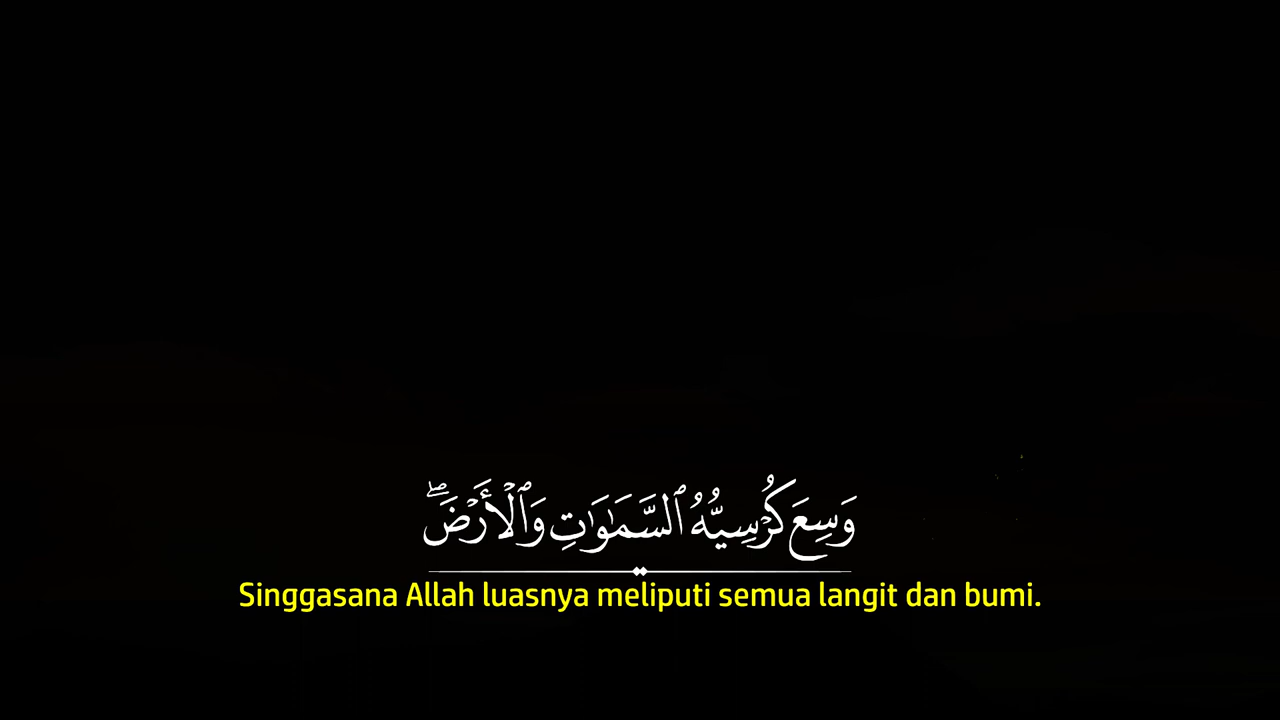 وَسِعَ كُرْسِيُّهُ ٱلسَّمَـٰوَٰتِ وَٱلْأَرْضَ ۖ
Singgasana Allah luasnya meliputi semua langit dan bumi.